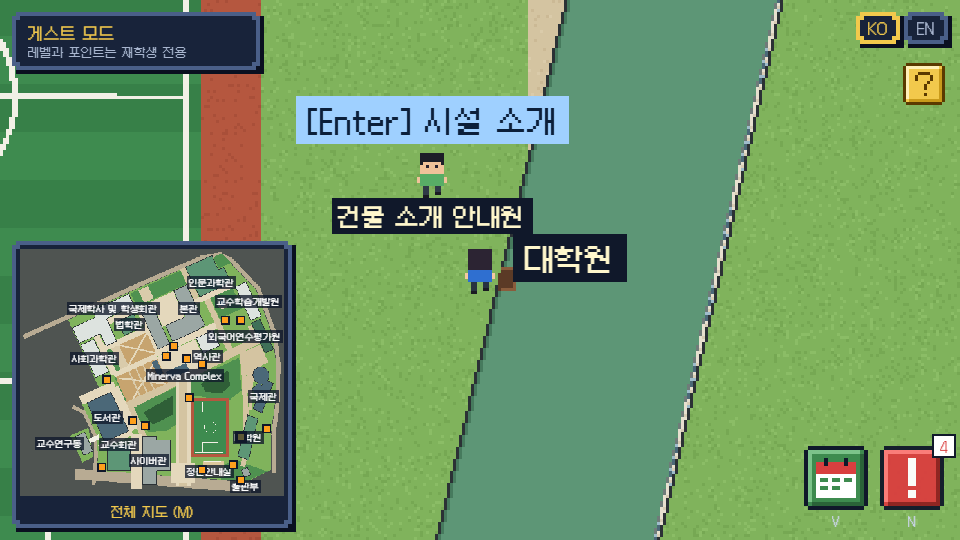 게스트 모드
레벨과 포인트는 재학생 전용
KO
EN
?
[Enter] 시설 소개
건물 소개 안내원
대학원
인문과학관
국제학사 및 학생회관
본관
교수학습개발원
법학관
외국어연수평가원
사회과학관
역사관
Minerva Complex
국제관
도서관
학원
교수연구동
교수회관
사이버관
출판부
전체 지도 (M)
4
V
N